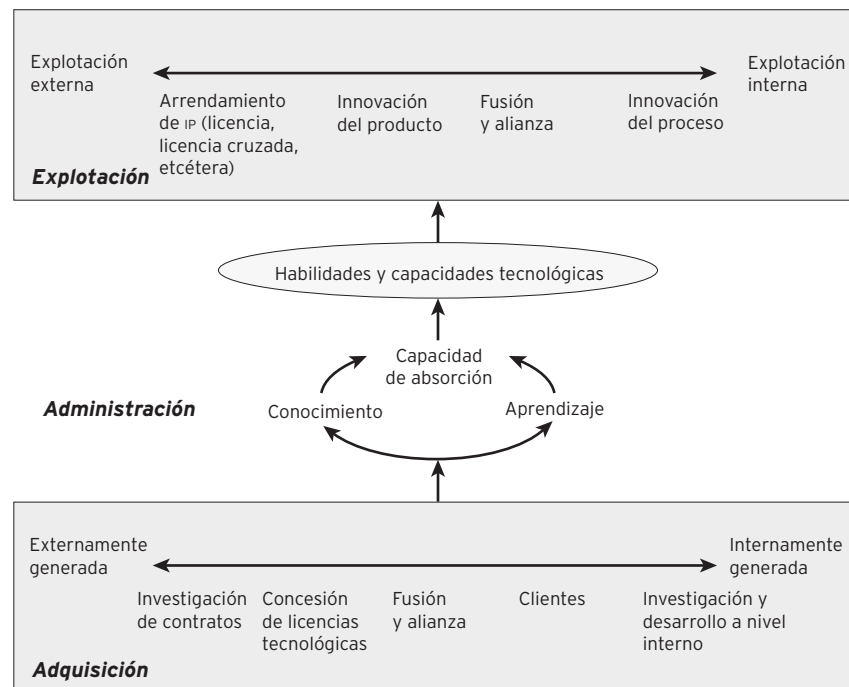 Explotación
externa
Explotación
interna
Arrendamiento
de IP (licencia,
licencia cruzada,
etcétera)
Innovación
del producto
Fusión
y alianza
Innovación
del proceso
Explotación
Habilidades y capacidades tecnológicas
Capacidad
de absorción
Administración
Conocimiento
Aprendizaje
Externamente
generada
Internamente
generada
Investigación
de contratos
Concesión
de licencias
tecnológicas
Fusión
y alianza
Clientes
Investigación y
desarrollo a nivel
interno
Adquisición